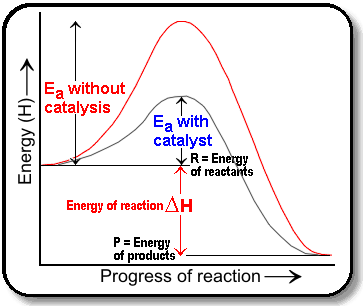 Ea without
catalysis
Ea with
catalyst
R = Energy
of reactants
Energy of reaction ΔH
P = Energy
of products
Energy (H)
Progress of reaction